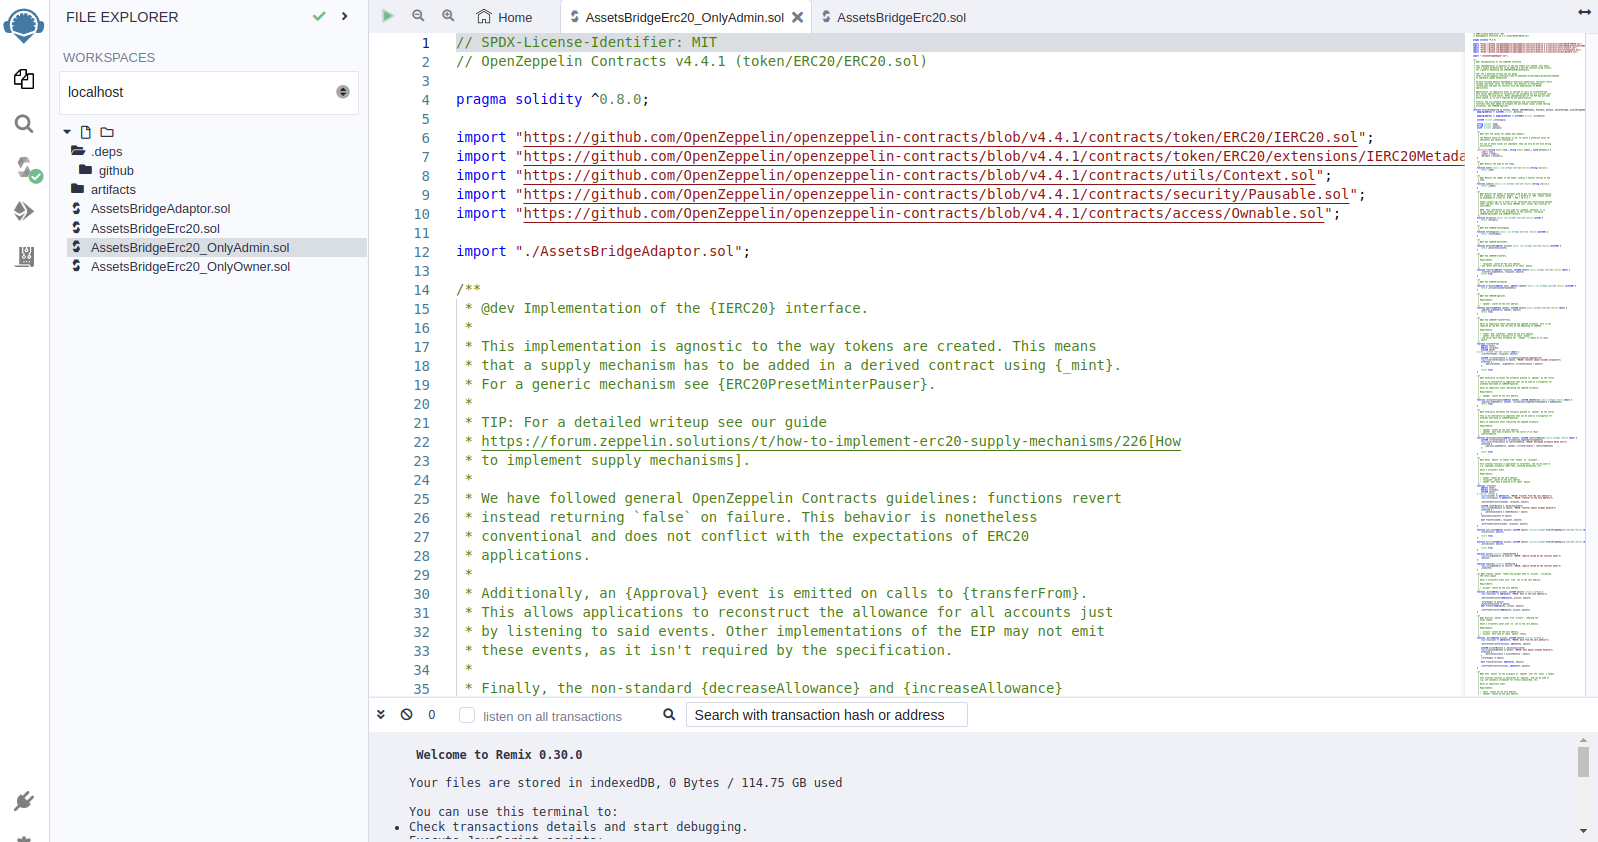 FILE EXPLORER
WORKSPACES
localhost
.deps
github
artifacts
AssetsBridgeAdaptor.sol
AssetsBridgeErc20.sol
AssetsBridgeErc20_OnlyAdmin.sol
AssetsBridgeErc20_OnlyOwner.sol
Home
AssetsBridgeErc20_OnlyAdmin.sol
AssetsBridgeErc20.sol
1 // SPDX-License-Identifier: MIT
2 // OpenZeppelin Contracts v4.4.1 (token/ERC20/ERC20.sol)
3
4 pragma solidity ^0.8.0;
5
6 import "https://github.com/OpenZeppelin/openzeppelin-contracts/blob/v4.4.1/contracts/token/ERC20/IERC20.sol";
7 import "https://github.com/OpenZeppelin/openzeppelin-contracts/blob/v4.4.1/contracts/token/ERC20/extensions/IERC20Metada
8 import "https://github.com/OpenZeppelin/openzeppelin-contracts/blob/v4.4.1/contracts/utils/Context.sol";
9 import "https://github.com/OpenZeppelin/openzeppelin-contracts/blob/v4.4.1/contracts/security/Pausable.sol";
10 import "https://github.com/OpenZeppelin/openzeppelin-contracts/blob/v4.4.1/contracts/access/Ownable.sol";
11
12 import "./AssetsBridgeAdaptor.sol";
13
14 /**
15 * @dev Implementation of the {IERC20} interface.
16 *
17 * This implementation is agnostic to the way tokens are created. This means
18 * that a supply mechanism has to be added in a derived contract using {_mint}.
19 * For a generic mechanism see {ERC20PresetMinterPauser}.
20 *
21 * TIP: For a detailed writeup see our guide
22 * https://forum.zeppelin.solutions/t/how-to-implement-erc20-supply-mechanisms/226[How
23 * to implement supply mechanisms].
24 *
25 * We have followed general OpenZeppelin Contracts guidelines: functions revert
26 * instead returning `false` on failure. This behavior is nonetheless
27 * conventional and does not conflict with the expectations of ERC20
28 * applications.
29 *
30 * Additionally, an {Approval} event is emitted on calls to {transferFrom}.
31 * This allows applications to reconstruct the allowance for all accounts just
32 * by listening to said events. Other implementations of the EIP may not emit
33 * these events, as it isn't required by the specification.
34 *
35 * Finally, the non-standard {decreaseAllowance} and {increaseAllowance}
0 listen on all transactions Search with transaction hash or address
Welcome to Remix 0.30.0
Your files are stored in indexedDB, 0 Bytes / 114.75 GB used
You can use this terminal to:
• Check transactions details and start debugging.